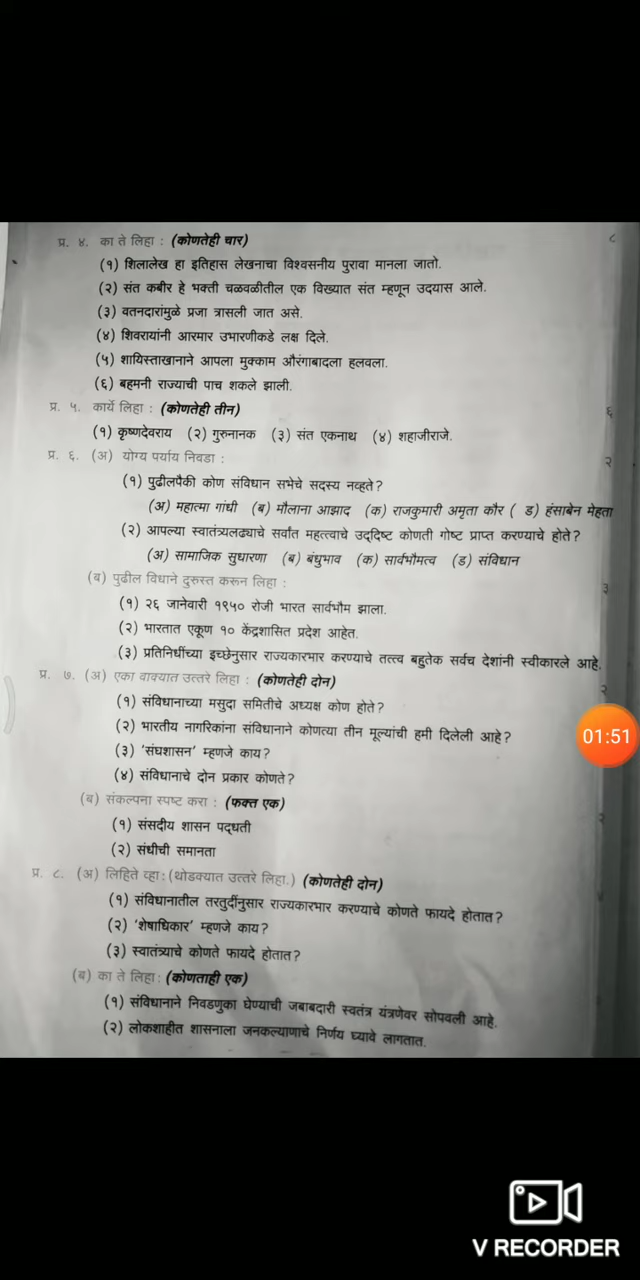 प्र. ४. का ते लिहा : (कोणतेही चार) ८
(१) शिलालेख हा इतिहास लेखनाचा विश्वसनीय पुरावा मानला जातो.
(२) संत कबीर हे भक्ती चळवळीतील एक विख्यात संत म्हणून उदयास आले.
(३) वतनदारांमुळे प्रजा त्रासली जात असे.
(४) शिवरायांनी आरमार उभारणीकडे लक्ष दिले.
(५) शायिस्ताखानाने आपला मुक्काम औरंगाबादला हलवला.
(६) बहमनी राज्याची पाच शकले झाली.
प्र. ५. कार्ये लिहा : (कोणतेही तीन) ६
(१) कृष्णदेवराय (२) गुरुनानक (३) संत एकनाथ (४) शहाजीराजे.
प्र. ६. (अ) योग्य पर्याय निवडा : २
(१) पुढीलपैकी कोण संविधान सभेचे सदस्य नव्हते?
(अ) महात्मा गांधी (ब) मौलाना आझाद (क) राजकुमारी अमृता कौर ( ड) हंसाबेन मेहता
(२) आपल्या स्वातंत्र्यलढ्याचे सर्वांत महत्त्वाचे उद्दिष्ट कोणती गोष्ट प्राप्त करण्याचे होते?
(अ) सामाजिक सुधारणा (ब) बंधुभाव (क) सार्वभौमत्व (ड) संविधान
(ब) पुढील विधाने दुरुस्त करून लिहा : ३
(१) २६ जानेवारी १९५० रोजी भारत सार्वभौम झाला.
(२) भारतात एकूण १० केंद्रशासित प्रदेश आहेत.
(३) प्रतिनिधींच्या इच्छेनुसार राज्यकारभार करण्याचे तत्त्व बहुतेक सर्वच देशांनी स्वीकारले आहे.
प्र. ७. (अ) एका वाक्यात उत्तरे लिहा : (कोणतेही दोन) २
(१) संविधानाच्या मसुदा समितीचे अध्यक्ष कोण होते?
(२) भारतीय नागरिकांना संविधानाने कोणत्या तीन मूल्यांची हमी दिलेली आहे?
01:51
(३) 'संघशासन' म्हणजे काय?
(४) संविधानाचे दोन प्रकार कोणते?
(ब) संकल्पना स्पष्ट करा : (फक्त एक) २
(१) संसदीय शासन पद्धती
(२) संधीची समानता
प्र. ८. (अ) लिहिते व्हा : (थोडक्यात उत्तरे लिहा.) (कोणतेही दोन)
(१) संविधानातील तरतुदींनुसार राज्यकारभार करण्याचे कोणते फायदे होतात?
(२) 'शेषाधिकार' म्हणजे काय?
(३) स्वातंत्र्याचे कोणते फायदे होतात?
(ब) का ते लिहा : (कोणताही एक)
(१) संविधानाने निवडणुका घेण्याची जबाबदारी स्वतंत्र यंत्रणेवर सोपवली आहे.
(२) लोकशाहीत शासनाला जनकल्याणाचे निर्णय घ्यावे लागतात.
V RECORDER